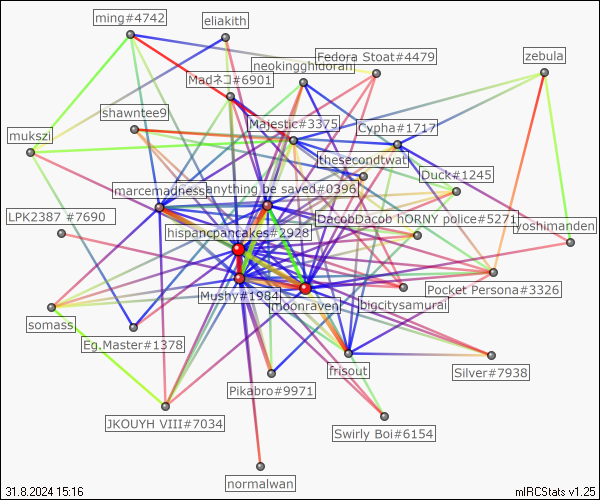 ming#4742
eliakith
Fedora Stoat#4479
zebula
neokingghidorah
Madネコ#6901
shawntee9
Majestic#3375
Cypha#1717
mukszi
thesecondtwat
Duck#1245
marcemadness
anything be saved#0396
LPK2387 #7690
DacobDacob hORNY police#5271
yoshimanden
hispancpancakes#2928
Mushy#1984
Pocket Persona#3326
moonraven
bigcitysamurai
somass
Eg.Master#1378
frisout
Silver#7938
Pikabro#9971
JKOUYH VIII#7034
Swirly Boi#6154
normalwan
31.8.2024 15:16
mIRCStats v1.25